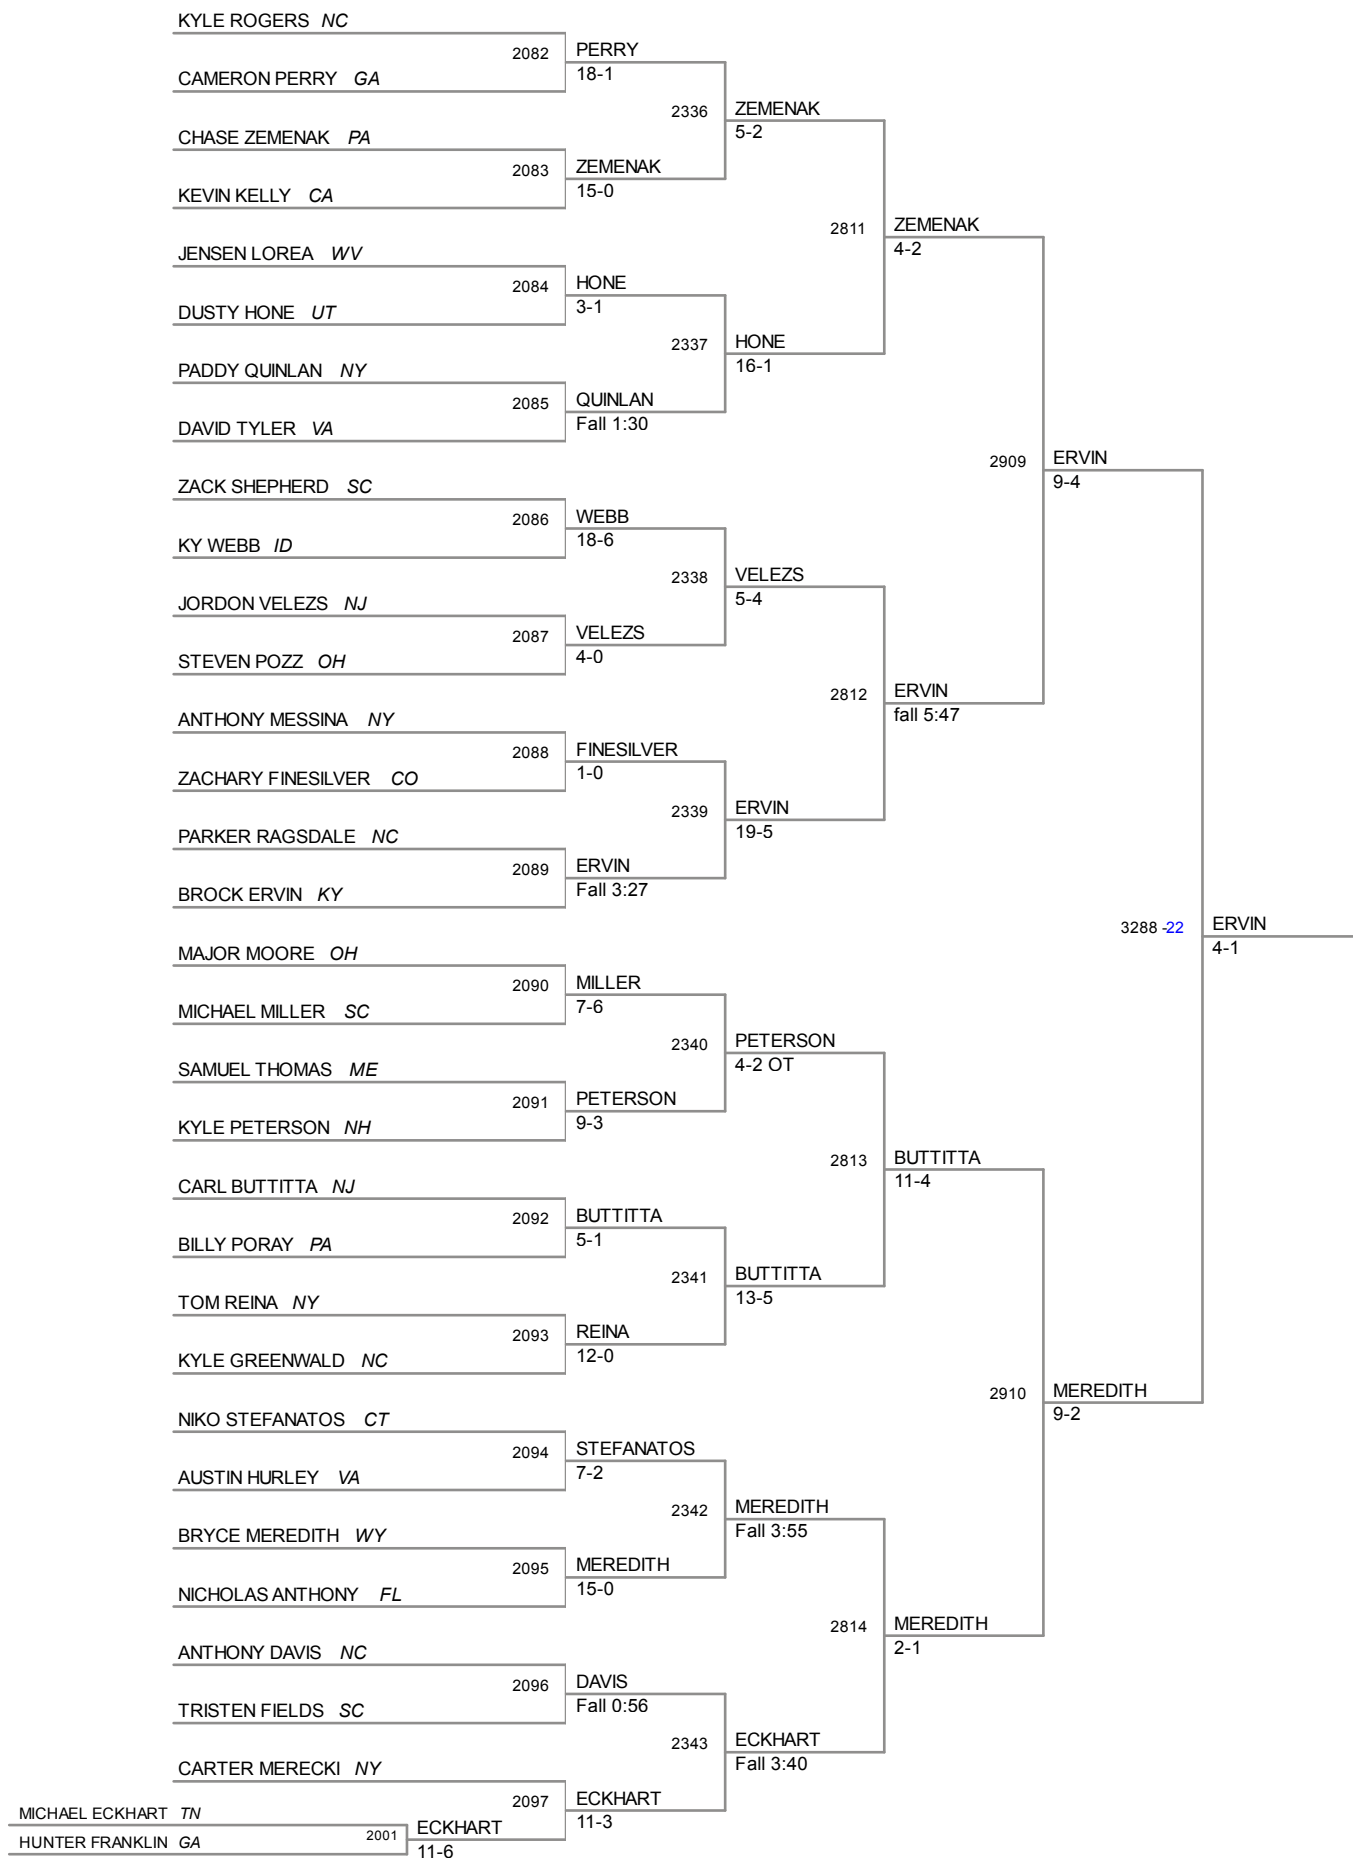 KYLE ROGERS NC
2082 PERRY
CAMERON PERRY GA
18-1
2336 ZEMENAK
5-2
CHASE ZEMENAK PA
2083 ZEMENAK
KEVIN KELLY CA
15-0
2811 ZEMENAK
4-2
JENSEN LOREA WV
2084 HONE
DUSTY HONE UT
3-1
2337 HONE
16-1
PADDY QUINLAN NY
2085 QUINLAN
DAVID TYLER VA
Fall 1:30
2909 ERVIN
9-4
ZACK SHEPHERD SC
2086 WEBB
KY WEBB ID
18-6
2338 VELEZS
5-4
JORDON VELEZS NJ
2087 VELEZS
STEVEN POZZ OH
4-0
2812 ERVIN
fall 5:47
ANTHONY MESSINA NY
2088 FINESILVER
ZACHARY FINESILVER CO
1-0
2339 ERVIN
19-5
PARKER RAGSDALE NC
2089 ERVIN
BROCK ERVIN KY
Fall 3:27
3288 -22 ERVIN
4-1
MAJOR MOORE OH
2090 MILLER
MICHAEL MILLER SC
7-6
2340 PETERSON
4-2 OT
SAMUEL THOMAS ME
2091 PETERSON
KYLE PETERSON NH
9-3
2813 BUTTITTA
11-4
CARL BUTTITTA NJ
2092 BUTTITTA
BILLY PORAY PA
5-1
2341 BUTTITTA
13-5
TOM REINA NY
2093 REINA
KYLE GREENWALD NC
12-0
2910 MEREDITH
9-2
NIKO STEFANATOS CT
2094 STEFANATOS
AUSTIN HURLEY VA
7-2
2342 MEREDITH
Fall 3:55
BRYCE MEREDITH WY
2095 MEREDITH
NICHOLAS ANTHONY FL
15-0
2814 MEREDITH
2-1
ANTHONY DAVIS NC
2096 DAVIS
TRISTEN FIELDS SC
Fall 0:56
2343 ECKHART
Fall 3:40
CARTER MERECKI NY
2097 ECKHART
11-3
MICHAEL ECKHART TN
2001 ECKHART
HUNTER FRANKLIN GA
11-6